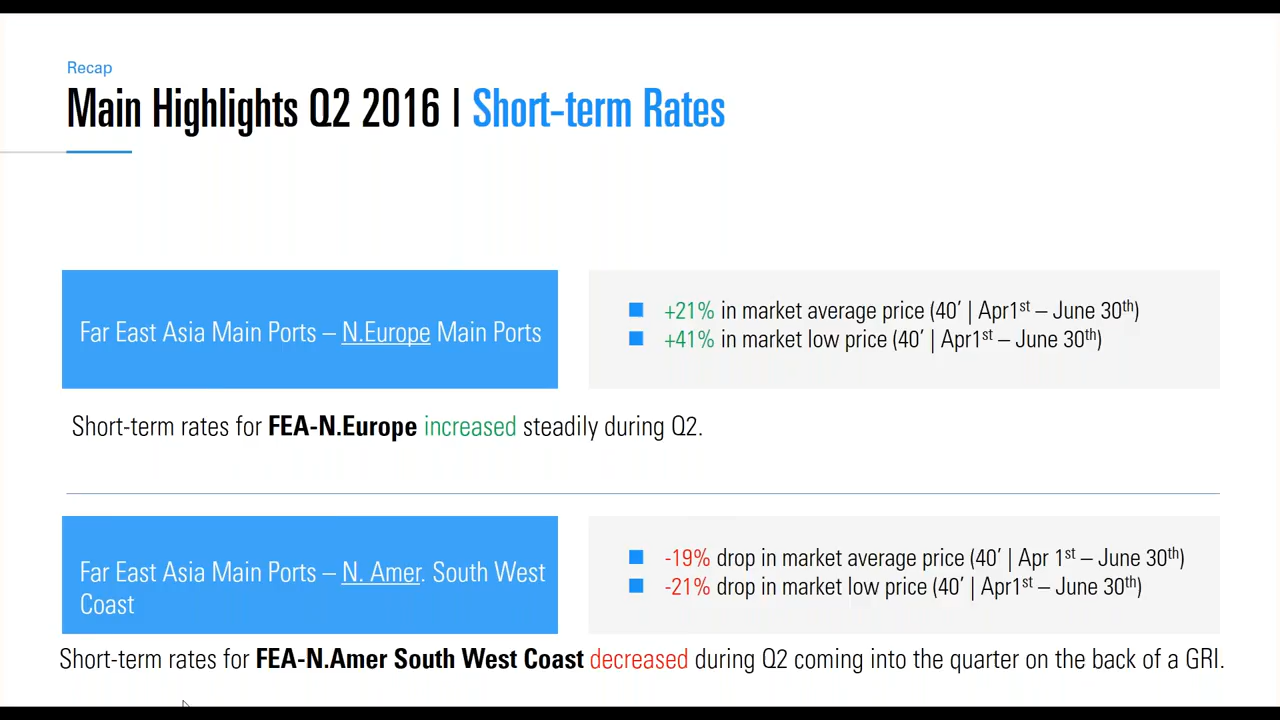 Recap
Main Highlights Q2 2016 | Short-term Rates
Far East Asia Main Ports – N.Europe Main Ports
+21% in market average price (40’ | Apr1st – June 30th)
+41% in market low price (40’ | Apr1st – June 30th)
Short-term rates for FEA-N.Europe increased steadily during Q2.
Far East Asia Main Ports – N. Amer. South West
Coast
-19% drop in market average price (40’ | Apr 1st – June 30th)
-21% drop in market low price (40’ | Apr1st – June 30th)
Short-term rates for FEA-N.Amer South West Coast decreased during Q2 coming into the quarter on the back of a GRI.